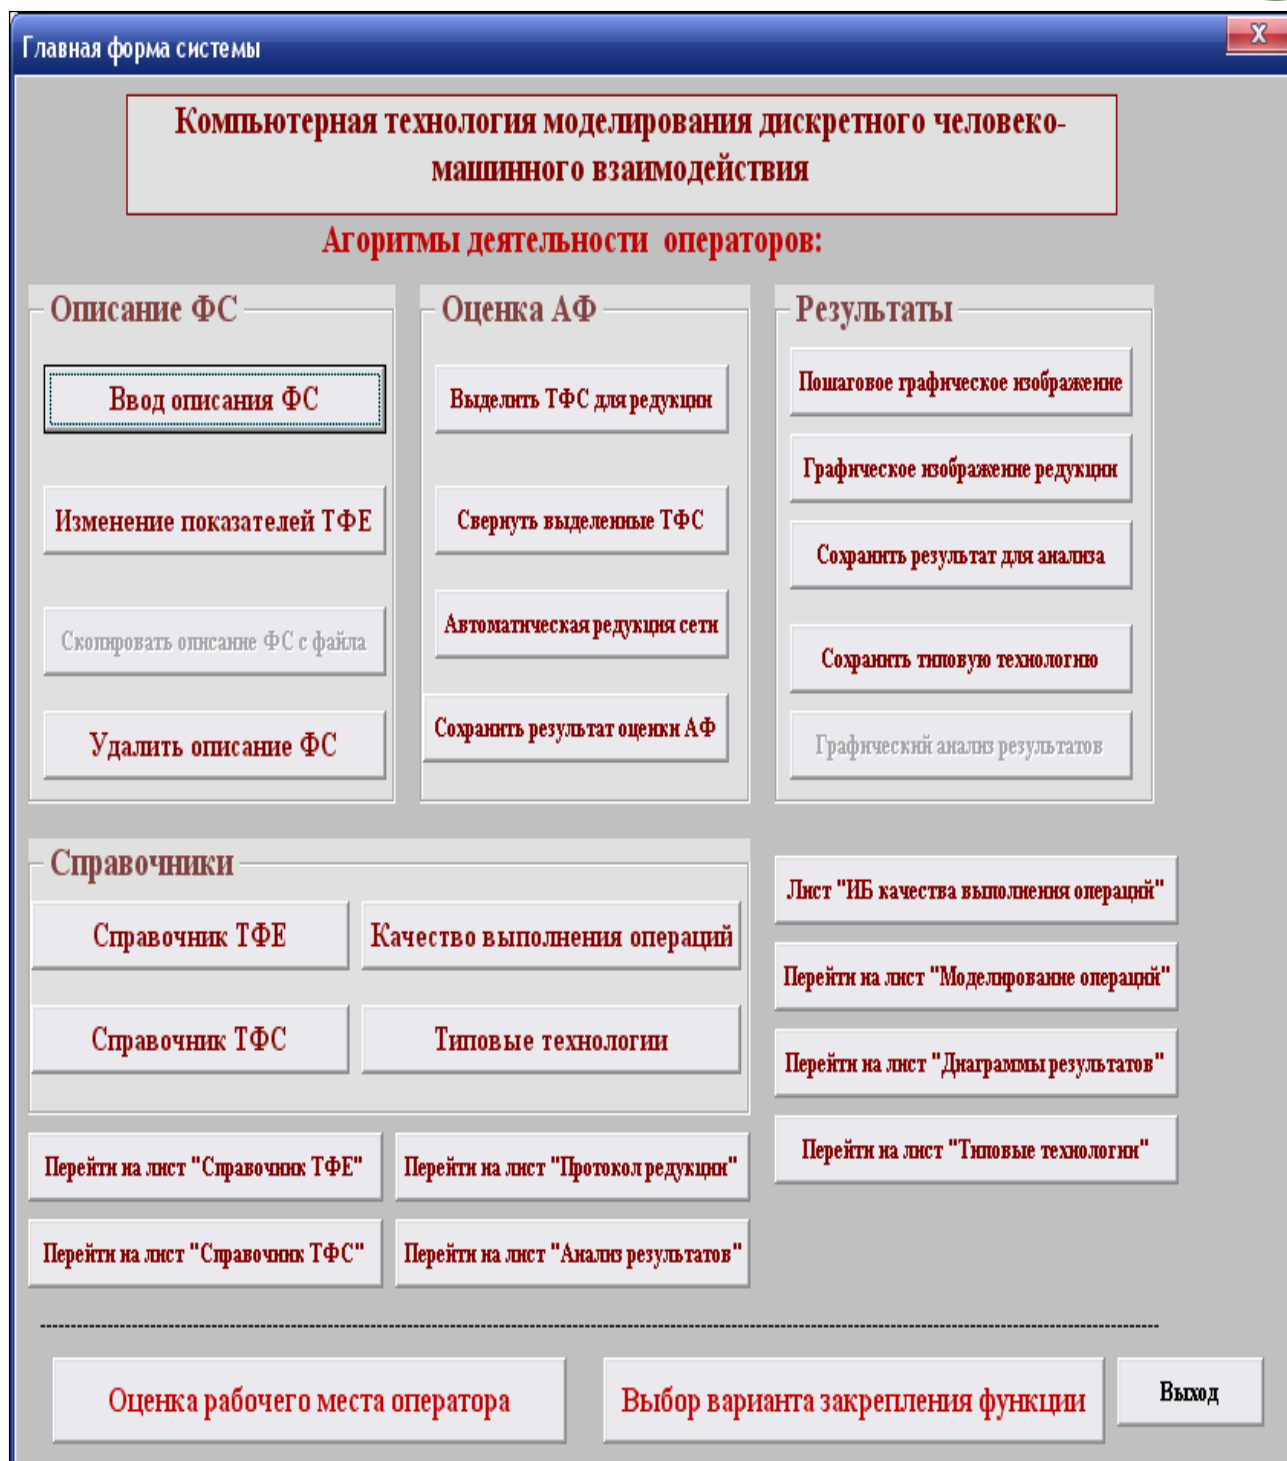 Главная форма системы
X
Компьютерная технология моделирования дискретного человеко-
машинного взаимодействия
Агоритмы деятельности операторов:
Описание ФС
Ввод описания ФС
Изменение показателей ТФЕ
Скопировать описание ФС с файла
Удалить описание ФС
Оценка АФ
Выделить ТФС для редукции
Свернуть выделенные ТФС
Автоматическая редукция сети
Сохранить результат оценки АФ
Результаты
Пошаговое графическое изображение
Графическое изображение редукции
Сохранить результат для анализа
Сохранить типовую технологию
Графический анализ результатов
Справочники
Справочник ТФЕ
Качество выполнения операций
Справочник ТФС
Типовые технологии
Лист "ИБ качества выполнения операций"
Перейти на лист "Моделирование операций"
Перейти на лист "Диаграммы результатов"
Перейти на лист "Типовые технологии"
Перейти на лист "Справочник ТФЕ"
Перейти на лист "Протокол редукции"
Перейти на лист "Справочник ТФС"
Перейти на лист "Анализ результатов"
Оценка рабочего места оператора
Выбор варианта закрепления функции
Выход